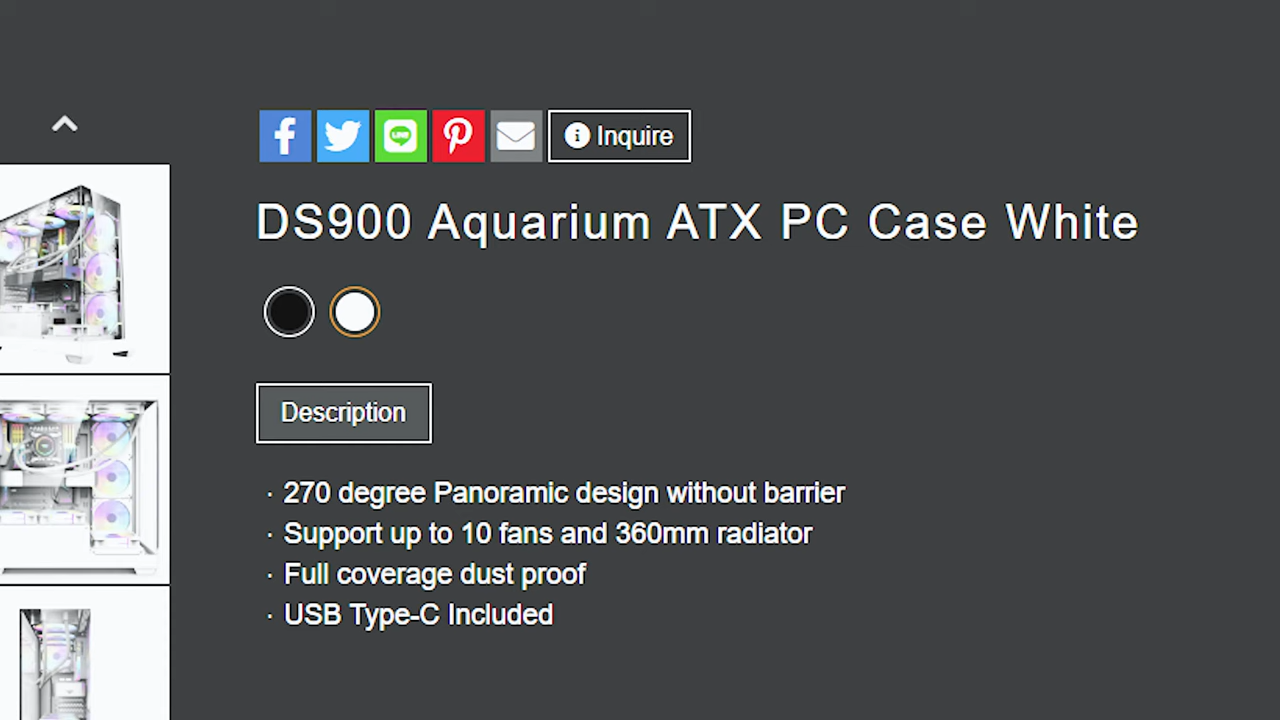 LINE
Inquire
DS900 Aquarium ATX PC Case White
Description
· 270 degree Panoramic design without barrier
· Support up to 10 fans and 360mm radiator
· Full coverage dust proof
· USB Type-C Included